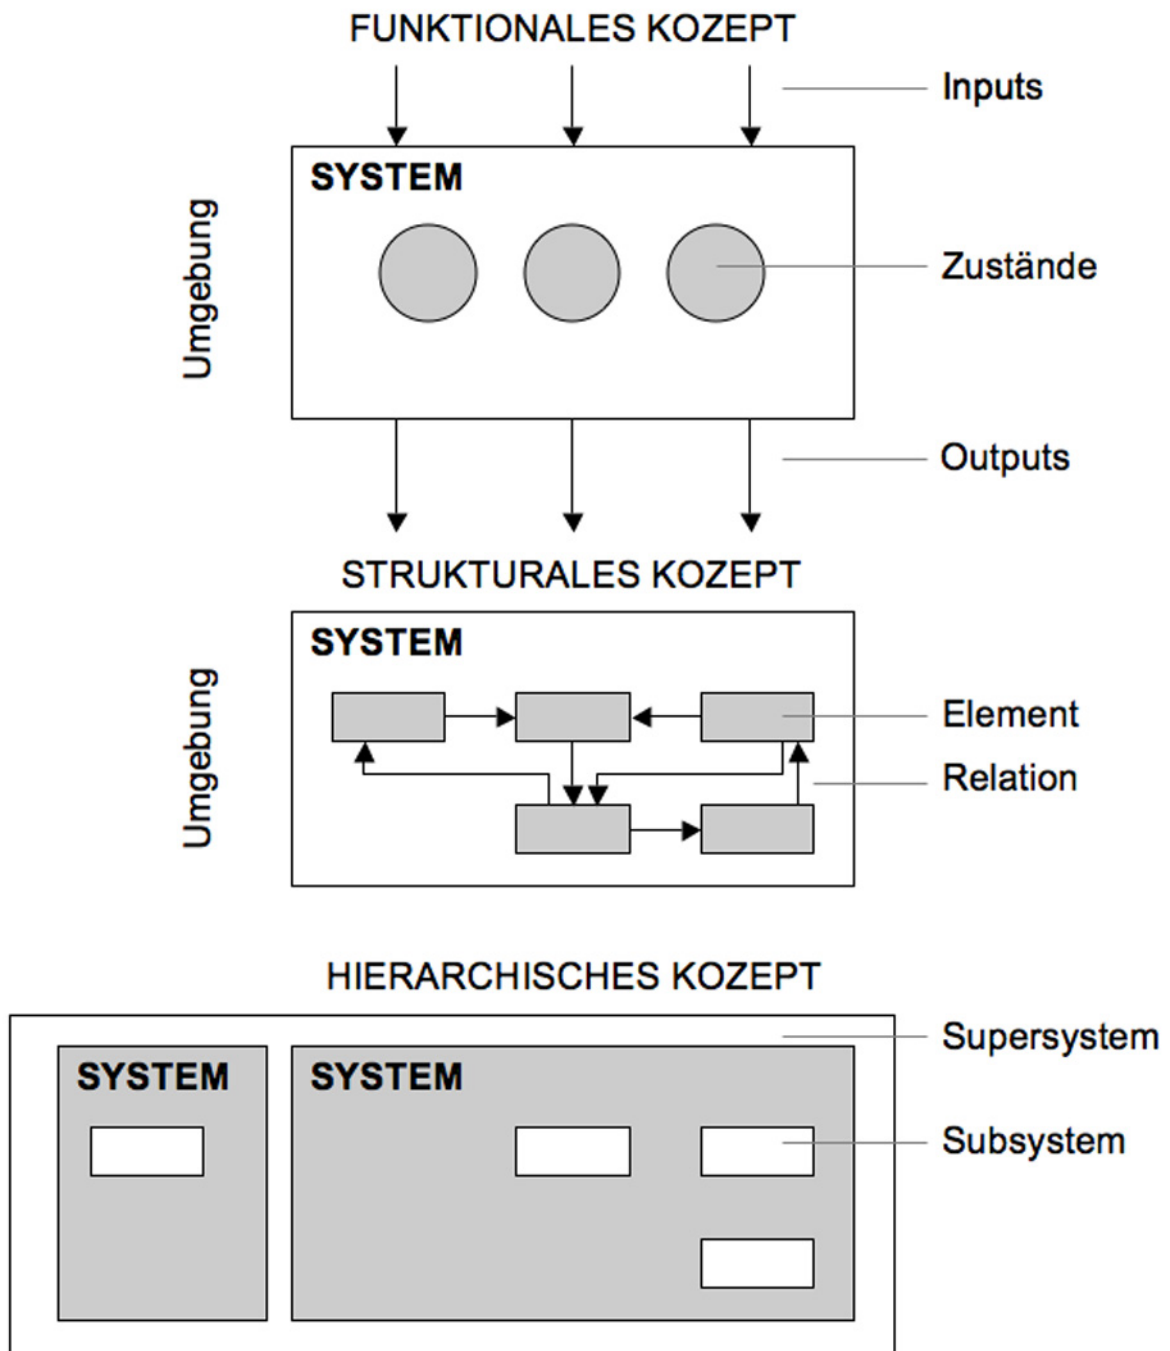 FUNKTIONALES KOZEPT
Inputs
SYSTEM
Umgebung
Zustände
Outputs
STRUKTURALES KOZEPT
SYSTEM
Umgebung
Element
Relation
HIERARCHISCHES KOZEPT
Supersystem
SYSTEM
SYSTEM
Subsystem